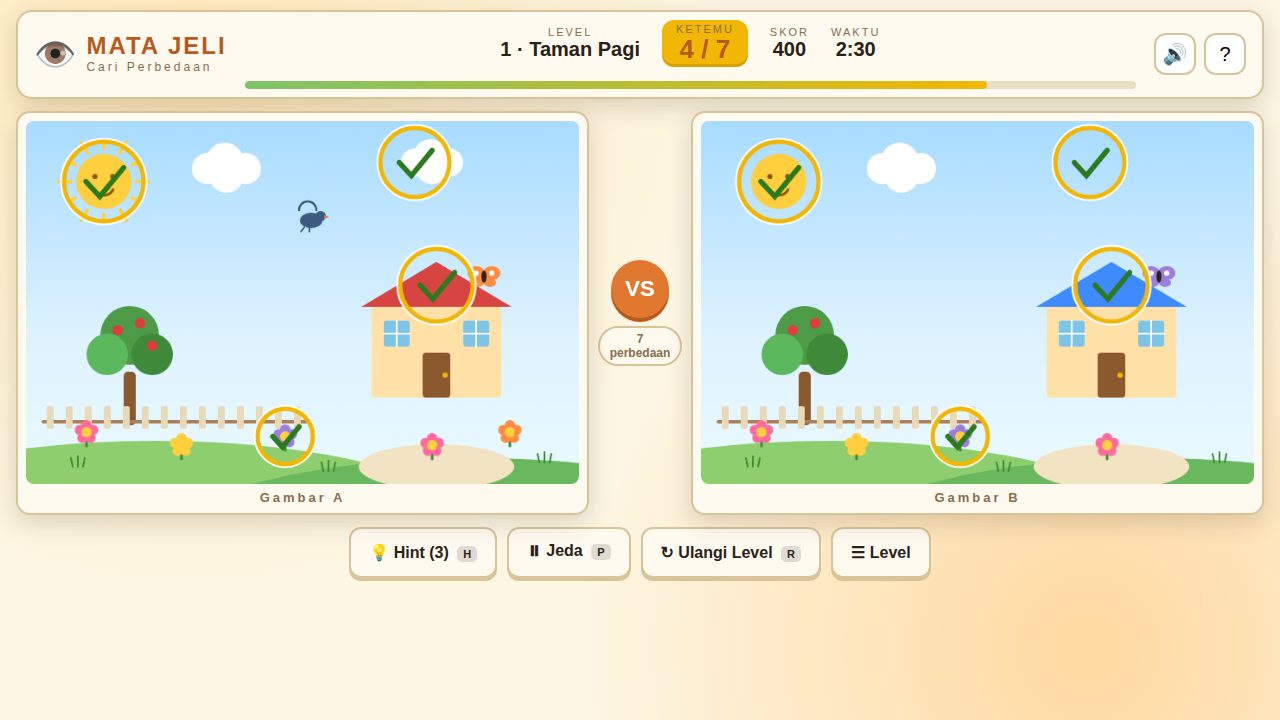 MATA JELI
Cari Perbedaan
LEVEL
1 · Taman Pagi
KETEMU
4 / 7
SKOR
400
WAKTU
2:30
?
VS
7
perbedaan
Gambar A
Gambar B
Hint (3) H
Jeda P
Ulangi Level R
Level